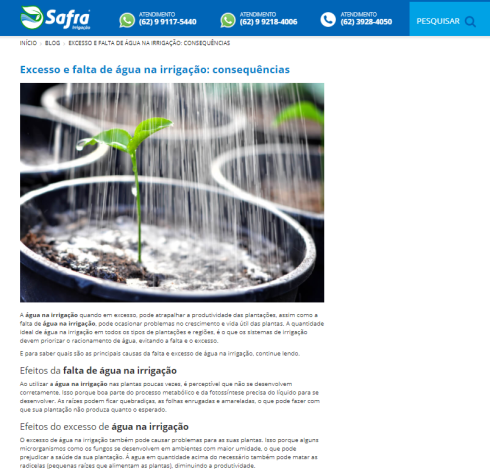 Safra
Irrigação
ATENDIMENTO
(62) 9 9117-5440
ATENDIMENTO
(62) 9 9218-4006
ATENDIMENTO
(62) 3928-4050
PESQUISAR
INÍCIO › BLOG › EXCESSO E FALTA DE ÁGUA NA IRRIGAÇÃO: CONSEQUÊNCIAS
Excesso e falta de água na irrigação: consequências
A água na irrigação quando em excesso, pode atrapalhar a produtividade das plantações, assim como a
falta de água na irrigação, pode ocasionar problemas no crescimento e vida útil das plantas. A quantidade
ideal de água na irrigação em todos os tipos de plantações e regiões, é o que os sistemas de irrigação
devem priorizar o racionamento de água, evitando a falta e o excesso.
E para saber quais são as principais causas da falta e excesso de água na irrigação, continue lendo.
Efeitos da falta de água na irrigação
Ao utilizar a água na irrigação nas plantas poucas vezes, é perceptível que não se desenvolvem
corretamente. Isso porque boa parte do processo metabólico e da fotossíntese precisa do líquido para se
desenvolver. As raízes podem ficar quebradiças, as folhas enrugadas e amareladas, o que pode fazer com
que sua plantação não produza quanto o esperado.
Efeitos do excesso de água na irrigação
O excesso de água na irrigação também pode causar problemas para as suas plantas. Isso porque alguns
microrganismos como os fungos se desenvolvem em ambientes com maior umidade, o que pode
prejudicar a saúde da sua plantação. A água em quantidade acima do necessário também pode matar as
radicelas (pequenas raízes que alimentam as plantas), diminuindo a produtividade.